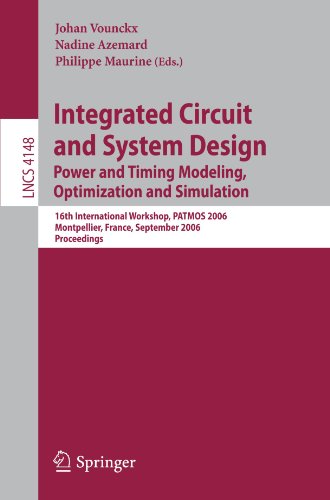 Johan Vounckx
Nadine Azemard
Philippe Maurine (Eds.)
LNCS 4148
Integrated Circuit
and System Design
Power and Timing Modeling,
Optimization and Simulation
16th International Workshop, PATMOS 2006
Montpellier, France, September 2006
Proceedings
Springer